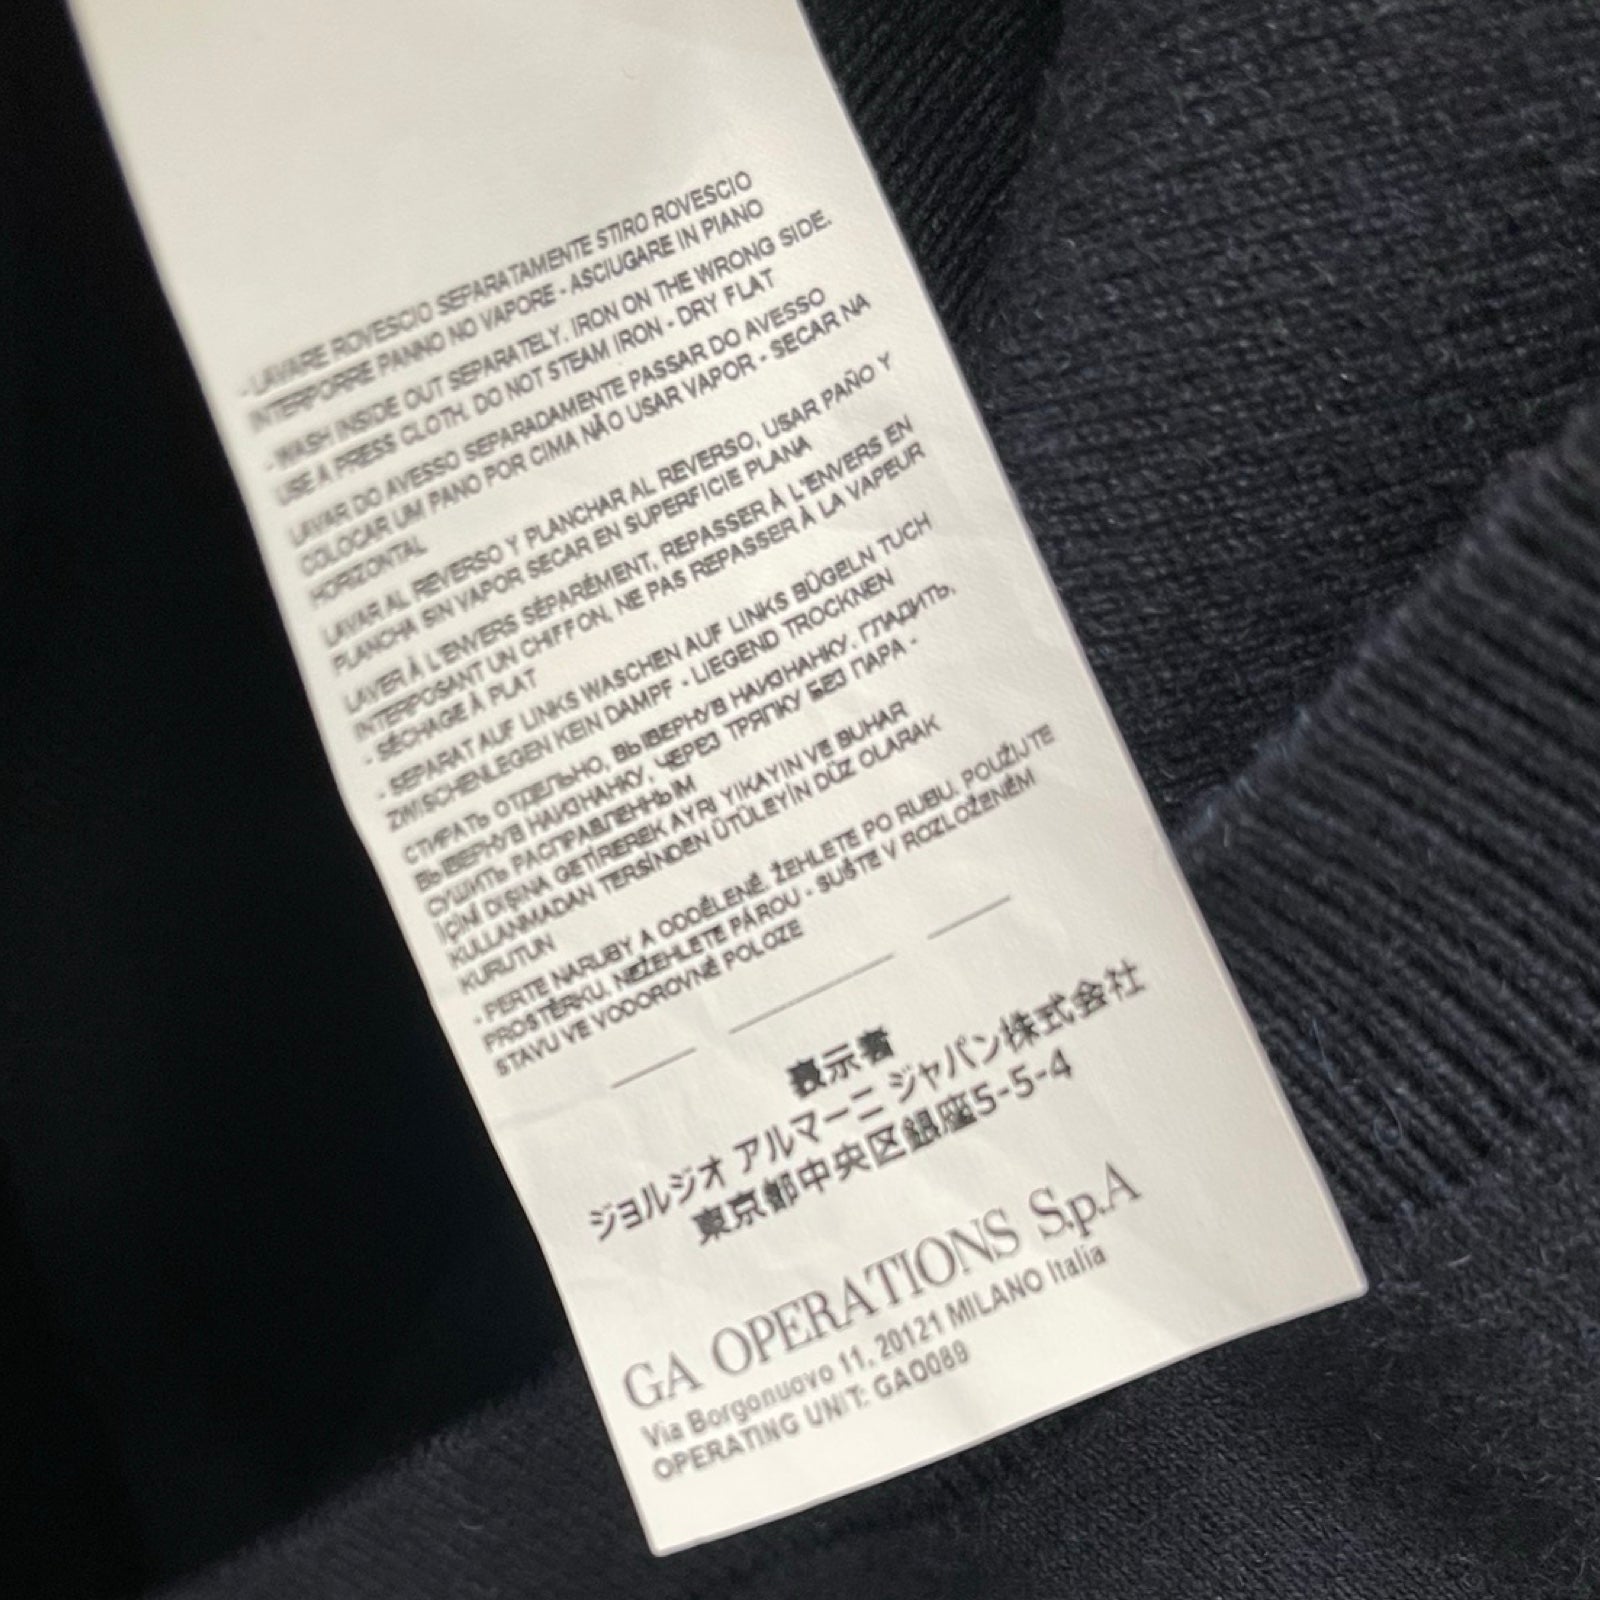 - LAVARE ROVESCIO SEPARATAMENTE STIRO ROVESCIO
INTERPORRE PANNO NO VAPORE - ASCIUGARE IN PIANO
- WASH INSIDE OUT SEPARATELY. IRON ON THE WRONG SIDE.
USE A PRESS CLOTH. DO NOT STEAM IRON - DRY FLAT
LAVAR DO AVESSO SEPARADAMENTE PASSAR DO AVESSO
COLOCAR UM PANO POR CIMA NÃO USAR VAPOR - SECAR NA
HORIZONTAL
LAVAR AL REVERSO Y PLANCHAR AL REVERSO, USAR PAÑO Y
PLANCHA SIN VAPOR SECAR EN SUPERFICIE PLANA
LAVER À L'ENVERS SÉPARÉMENT, REPASSER À L'ENVERS EN
INTERPOSANT UN CHIFFON, NE PAS REPASSER À LA VAPEUR
- SÉCHAGE À PLAT
- SEPARAT AUF LINKS WASCHEN AUF LINKS BÜGELN TUCH
ZWISCHENLEGEN KEIN DAMPF - LIEGEND TROCKNEN
СТИРАТЬ ОТДЕЛЬНО, ВЫВЕРНУВ НАИЗНАНКУ. ГЛАДИТЬ,
ВЫВЕРНУВ НАИЗНАНКУ, ЧЕРЕЗ ТРЯПКУ БЕЗ ПАРА -
СУШИТЬ РАСПРАВЛЕННЫМ
İÇİNİ DIŞINA GETİREREK AYRI YIKAYIN VE BUHAR
KULLANMADAN TERSİNDEN ÜTÜLEYİN DÜZ OLARAK
KURUTUN
- PERTE NARUBY A ODDĚLENĚ. ŽEHLETE PO RUBU. POUŽIJTE
PROSTĚRKU. NEŽEHLETE PÁROU - SUŠTE V ROZLOŽENÉM
STAVU VE VODOROVNÉ POLOZE
表示者
ジョルジオ アルマーニ ジャパン株式会社
東京都中央区銀座5-5-4
GA OPERATIONS S.p.A
Via Borgonuovo 11, 20121 MILANO Italia
OPERATING UNIT: GAO089